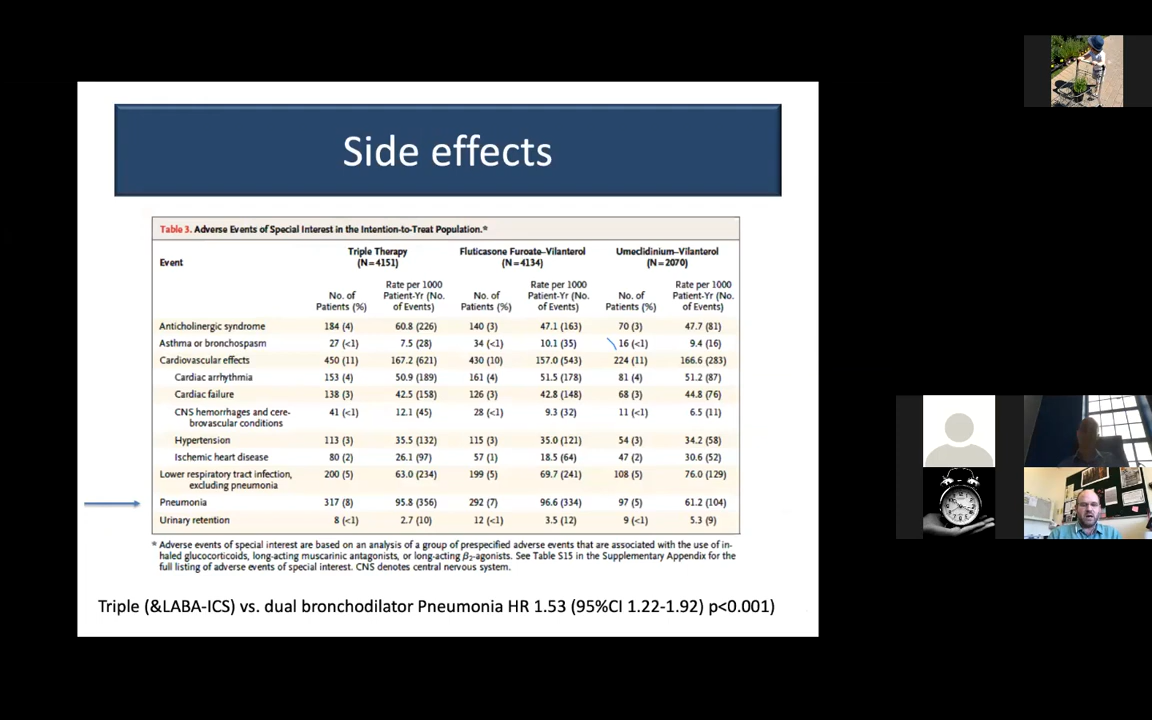 Side effects
Table 3. Adverse Events of Special Interest in the Intention-to-Treat Population.*
Event
Triple Therapy
(N=4151)
Fluticasone Furoate–Vilanterol
(N=4134)
Umeclidinium–Vilanterol
(N=2070)
No. of
Patients (%)
Rate per 1000
Patient-Yr (No.
of Events)
No. of
Patients (%)
Rate per 1000
Patient-Yr (No.
of Events)
No. of
Patients (%)
Rate per 1000
Patient-Yr (No.
of Events)
Anticholinergic syndrome 184 (4) 60.8 (226) 140 (3) 47.1 (163) 70 (3) 47.7 (81)
Asthma or bronchospasm 27 (<1) 7.5 (28) 34 (<1) 10.1 (35) 16 (<1) 9.4 (16)
Cardiovascular effects 450 (11) 167.2 (621) 430 (10) 157.0 (543) 224 (11) 166.6 (283)
Cardiac arrhythmia 153 (4) 50.9 (189) 161 (4) 51.5 (178) 81 (4) 51.2 (87)
Cardiac failure 138 (3) 42.5 (158) 126 (3) 42.8 (148) 68 (3) 44.8 (76)
CNS hemorrhages and cere- 41 (<1) 12.1 (45) 28 (<1) 9.3 (32) 11 (<1) 6.5 (11)
brovascular conditions
Hypertension 113 (3) 35.5 (132) 115 (3) 35.0 (121) 54 (3) 34.2 (58)
Ischemic heart disease 80 (2) 26.1 (97) 57 (1) 18.5 (64) 47 (2) 30.6 (52)
Lower respiratory tract infection, 200 (5) 63.0 (234) 199 (5) 69.7 (241) 108 (5) 76.0 (129)
excluding pneumonia
Pneumonia 317 (8) 95.8 (356) 292 (7) 96.6 (334) 97 (5) 61.2 (104)
Urinary retention 8 (<1) 2.7 (10) 12 (<1) 3.5 (12) 9 (<1) 5.3 (9)
* Adverse events of special interest are based on an analysis of a group of prespecified adverse events that are associated with the use of in-
haled glucocorticoids, long-acting muscarinic antagonists, or long-acting β2-agonists. See Table S15 in the Supplementary Appendix for the
full listing of adverse events of special interest. CNS denotes central nervous system.
Triple (&LABA-ICS) vs. dual bronchodilator Pneumonia HR 1.53 (95%CI 1.22-1.92) p<0.001)